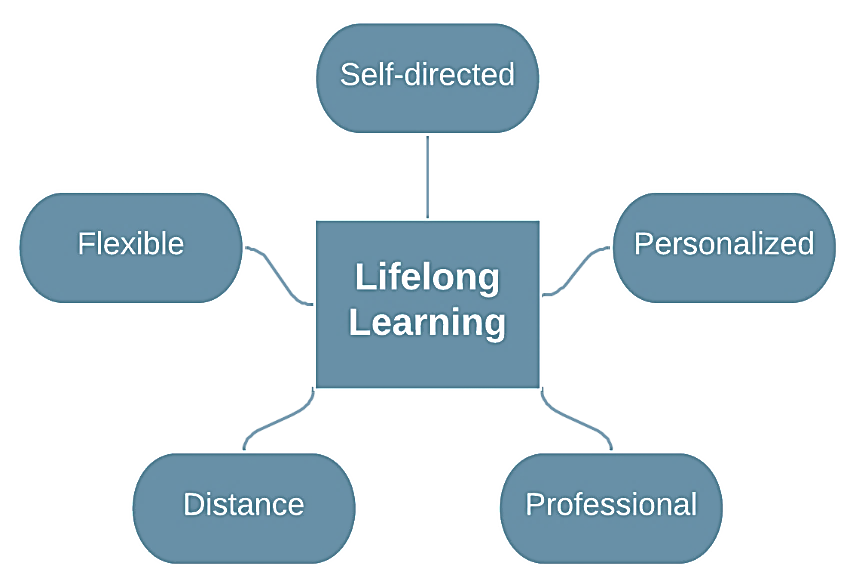 Self-directed
Flexible
Personalized
Lifelong
Learning
Distance
Professional